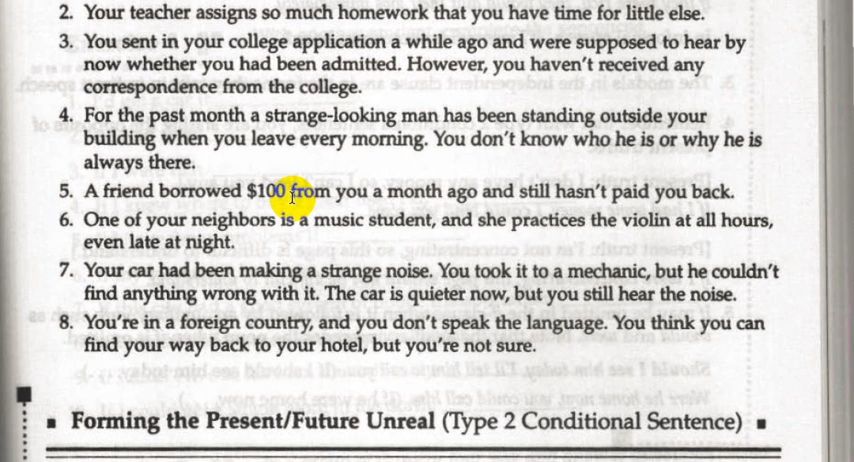 2. Your teacher assigns so much homework that you have time for little else.
3. You sent in your college application a while ago and were supposed to hear by
now whether you had been admitted. However, you haven't received any
correspondence from the college.
4. For the past month a strange-looking man has been standing outside your
building when you leave every morning. You don't know who he is or why he is
always there.
5. A friend borrowed $100 from you a month ago and still hasn't paid you back.
6. One of your neighbors is a music student, and she practices the violin at all hours,
even late at night.
7. Your car had been making a strange noise. You took it to a mechanic, but he couldn't
find anything wrong with it. The car is quieter now, but you still hear the noise.
8. You're in a foreign country, and you don't speak the language. You think you can
find your way back to your hotel, but you're not sure.
▪ Forming the Present/Future Unreal (Type 2 Conditional Sentence) ▪